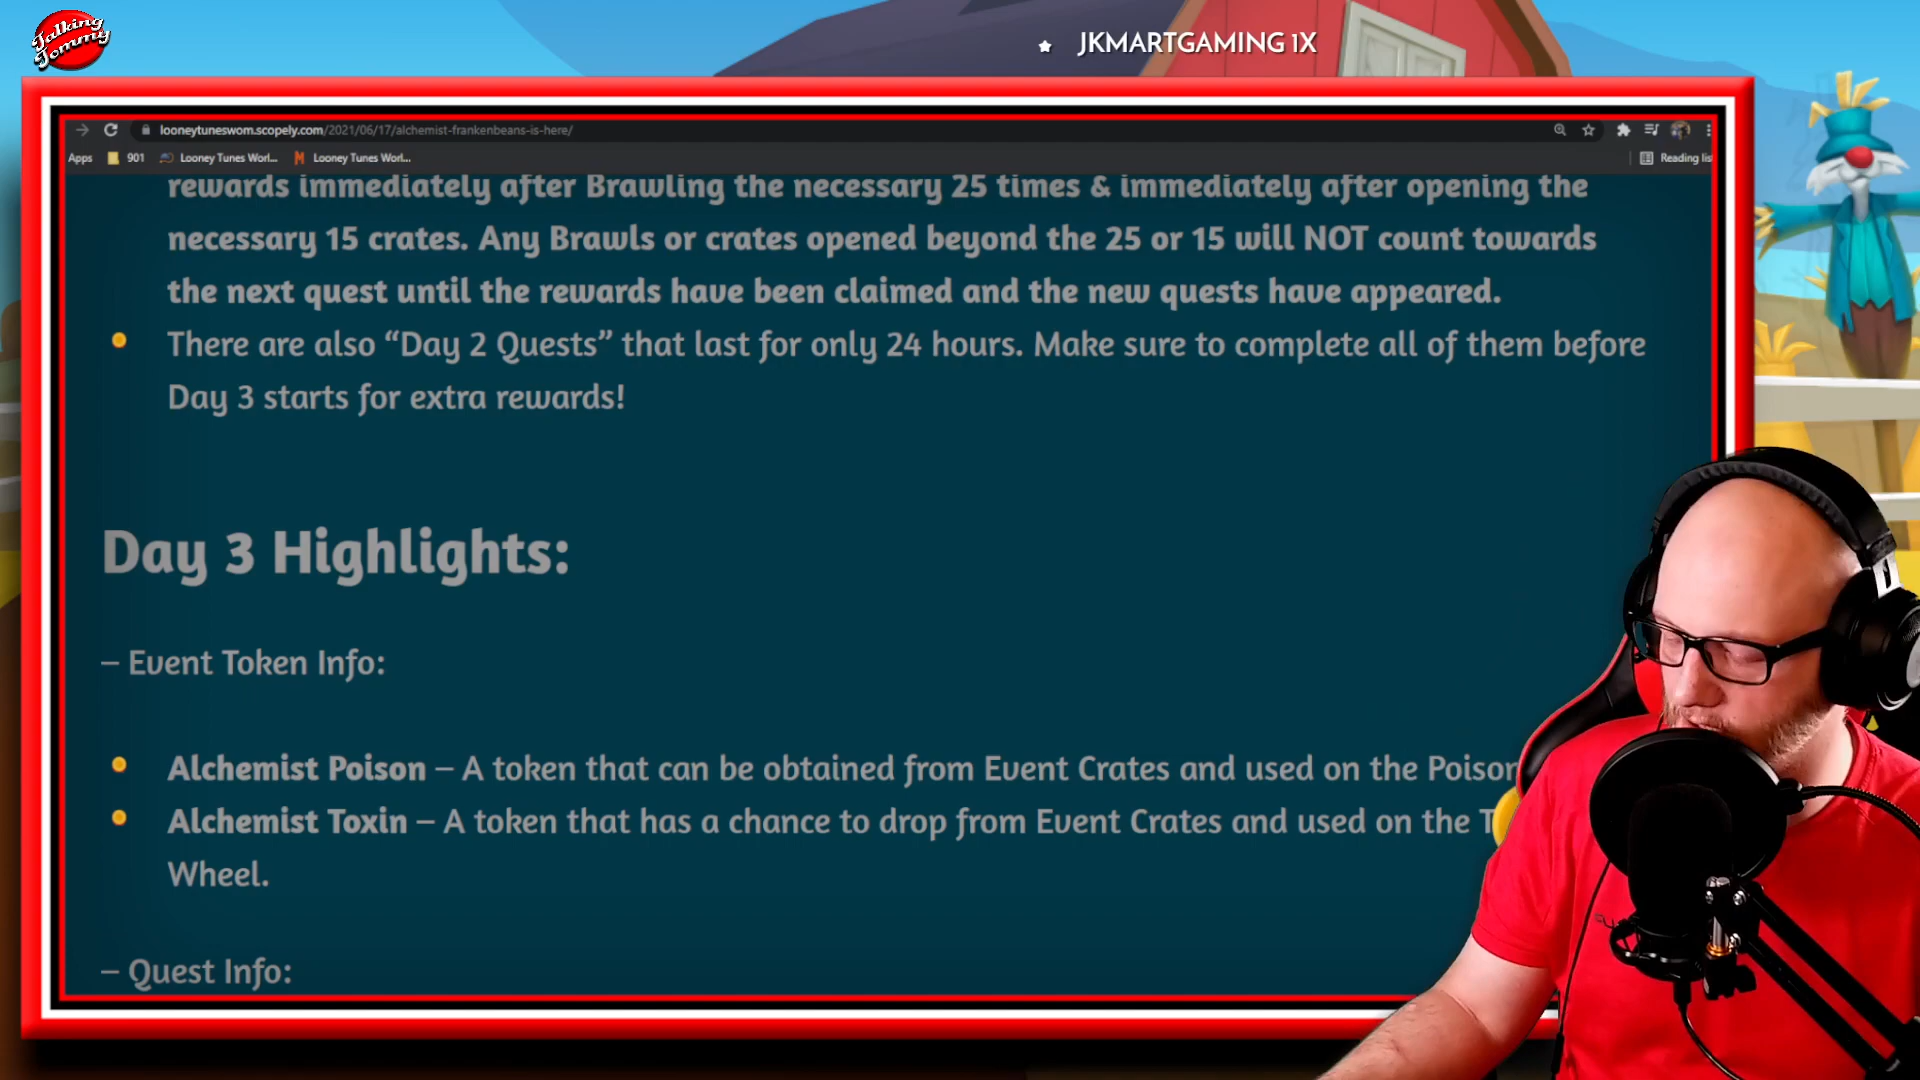 Talking
Tommy
JKMARTGAMING 1X
looneytuneswom.scopely.com/2021/06/17/alchemist-frankenbeans-is-here/
Apps 901 Looney Tunes Worl... Looney Tunes Worl... Reading list
rewards immediately after Brawling the necessary 25 times & immediately after opening the
necessary 15 crates. Any Brawls or crates opened beyond the 25 or 15 will NOT count towards
the next quest until the rewards have been claimed and the new quests have appeared.
There are also “Day 2 Quests” that last for only 24 hours. Make sure to complete all of them before
Day 3 starts for extra rewards!
Day 3 Highlights:
– Event Token Info:
Alchemist Poison – A token that can be obtained from Event Crates and used on the Poison
Alchemist Toxin – A token that has a chance to drop from Event Crates and used on the
Wheel.
– Quest Info: